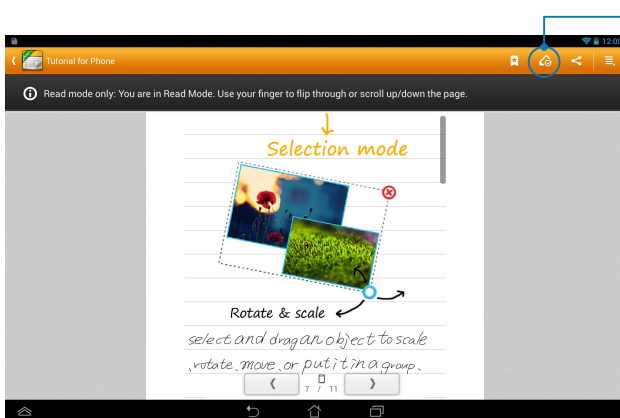 12:00
Tutorial for Phone
Read mode only: You are in Read Mode. Use your finger to flip through or scroll up/down the page.
Selection mode
Rotate & scale
select and drag an object to scale
,rotate, move, or put it in a group.
7 / 11